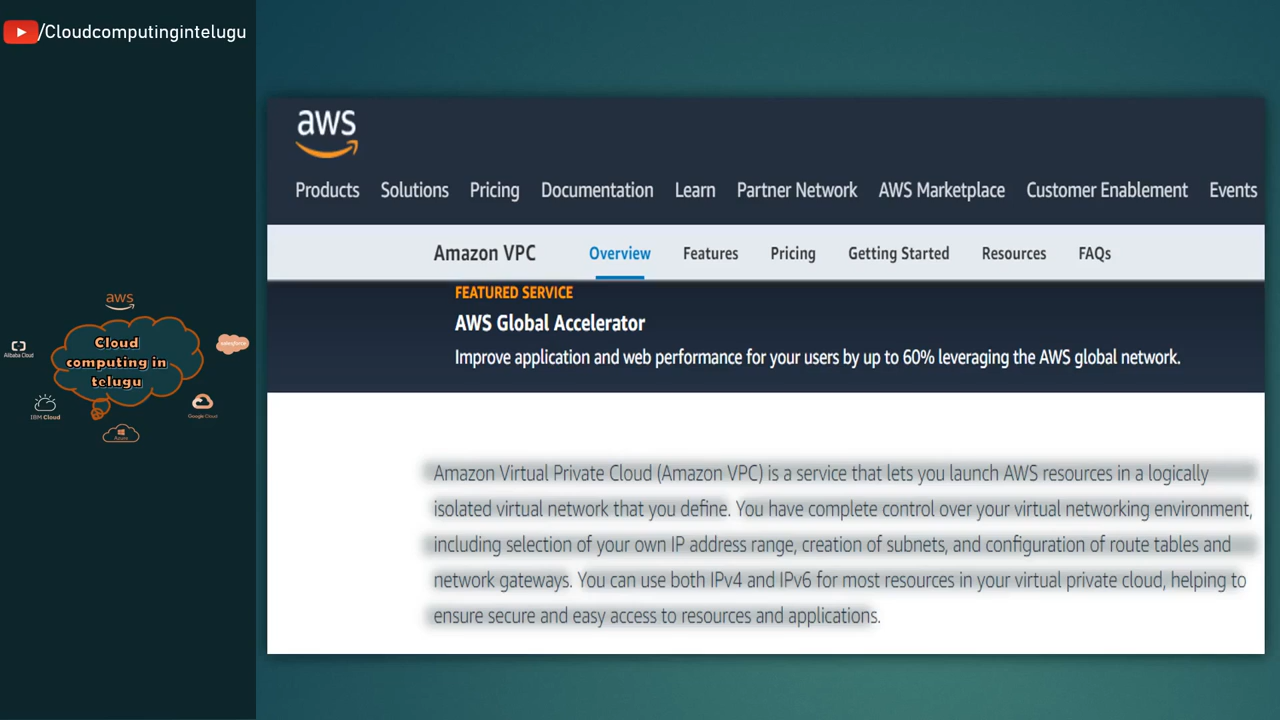 /Cloudcomputingintelugu
aws
Products Solutions Pricing Documentation Learn Partner Network AWS Marketplace Customer Enablement Events
Amazon VPC Overview Features Pricing Getting Started Resources FAQs
FEATURED SERVICE
AWS Global Accelerator
Improve application and web performance for your users by up to 60% leveraging the AWS global network.
Amazon Virtual Private Cloud (Amazon VPC) is a service that lets you launch AWS resources in a logically
isolated virtual network that you define. You have complete control over your virtual networking environment,
including selection of your own IP address range, creation of subnets, and configuration of route tables and
network gateways. You can use both IPv4 and IPv6 for most resources in your virtual private cloud, helping to
ensure secure and easy access to resources and applications.
aws
Cloud
computing in
telugu
Alibaba Cloud
IBM Cloud
Google Cloud
Azure